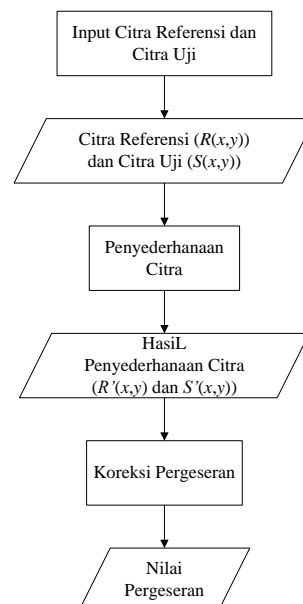 Input Citra Referensi dan
Citra Uji
Citra Referensi (R(x,y))
dan Citra Uji (S(x,y))
Penyederhanaan
Citra
HasiL
Penyederhanaan Citra
(R’(x,y) dan S’(x,y))
Koreksi Pergeseran
Nilai
Pergeseran